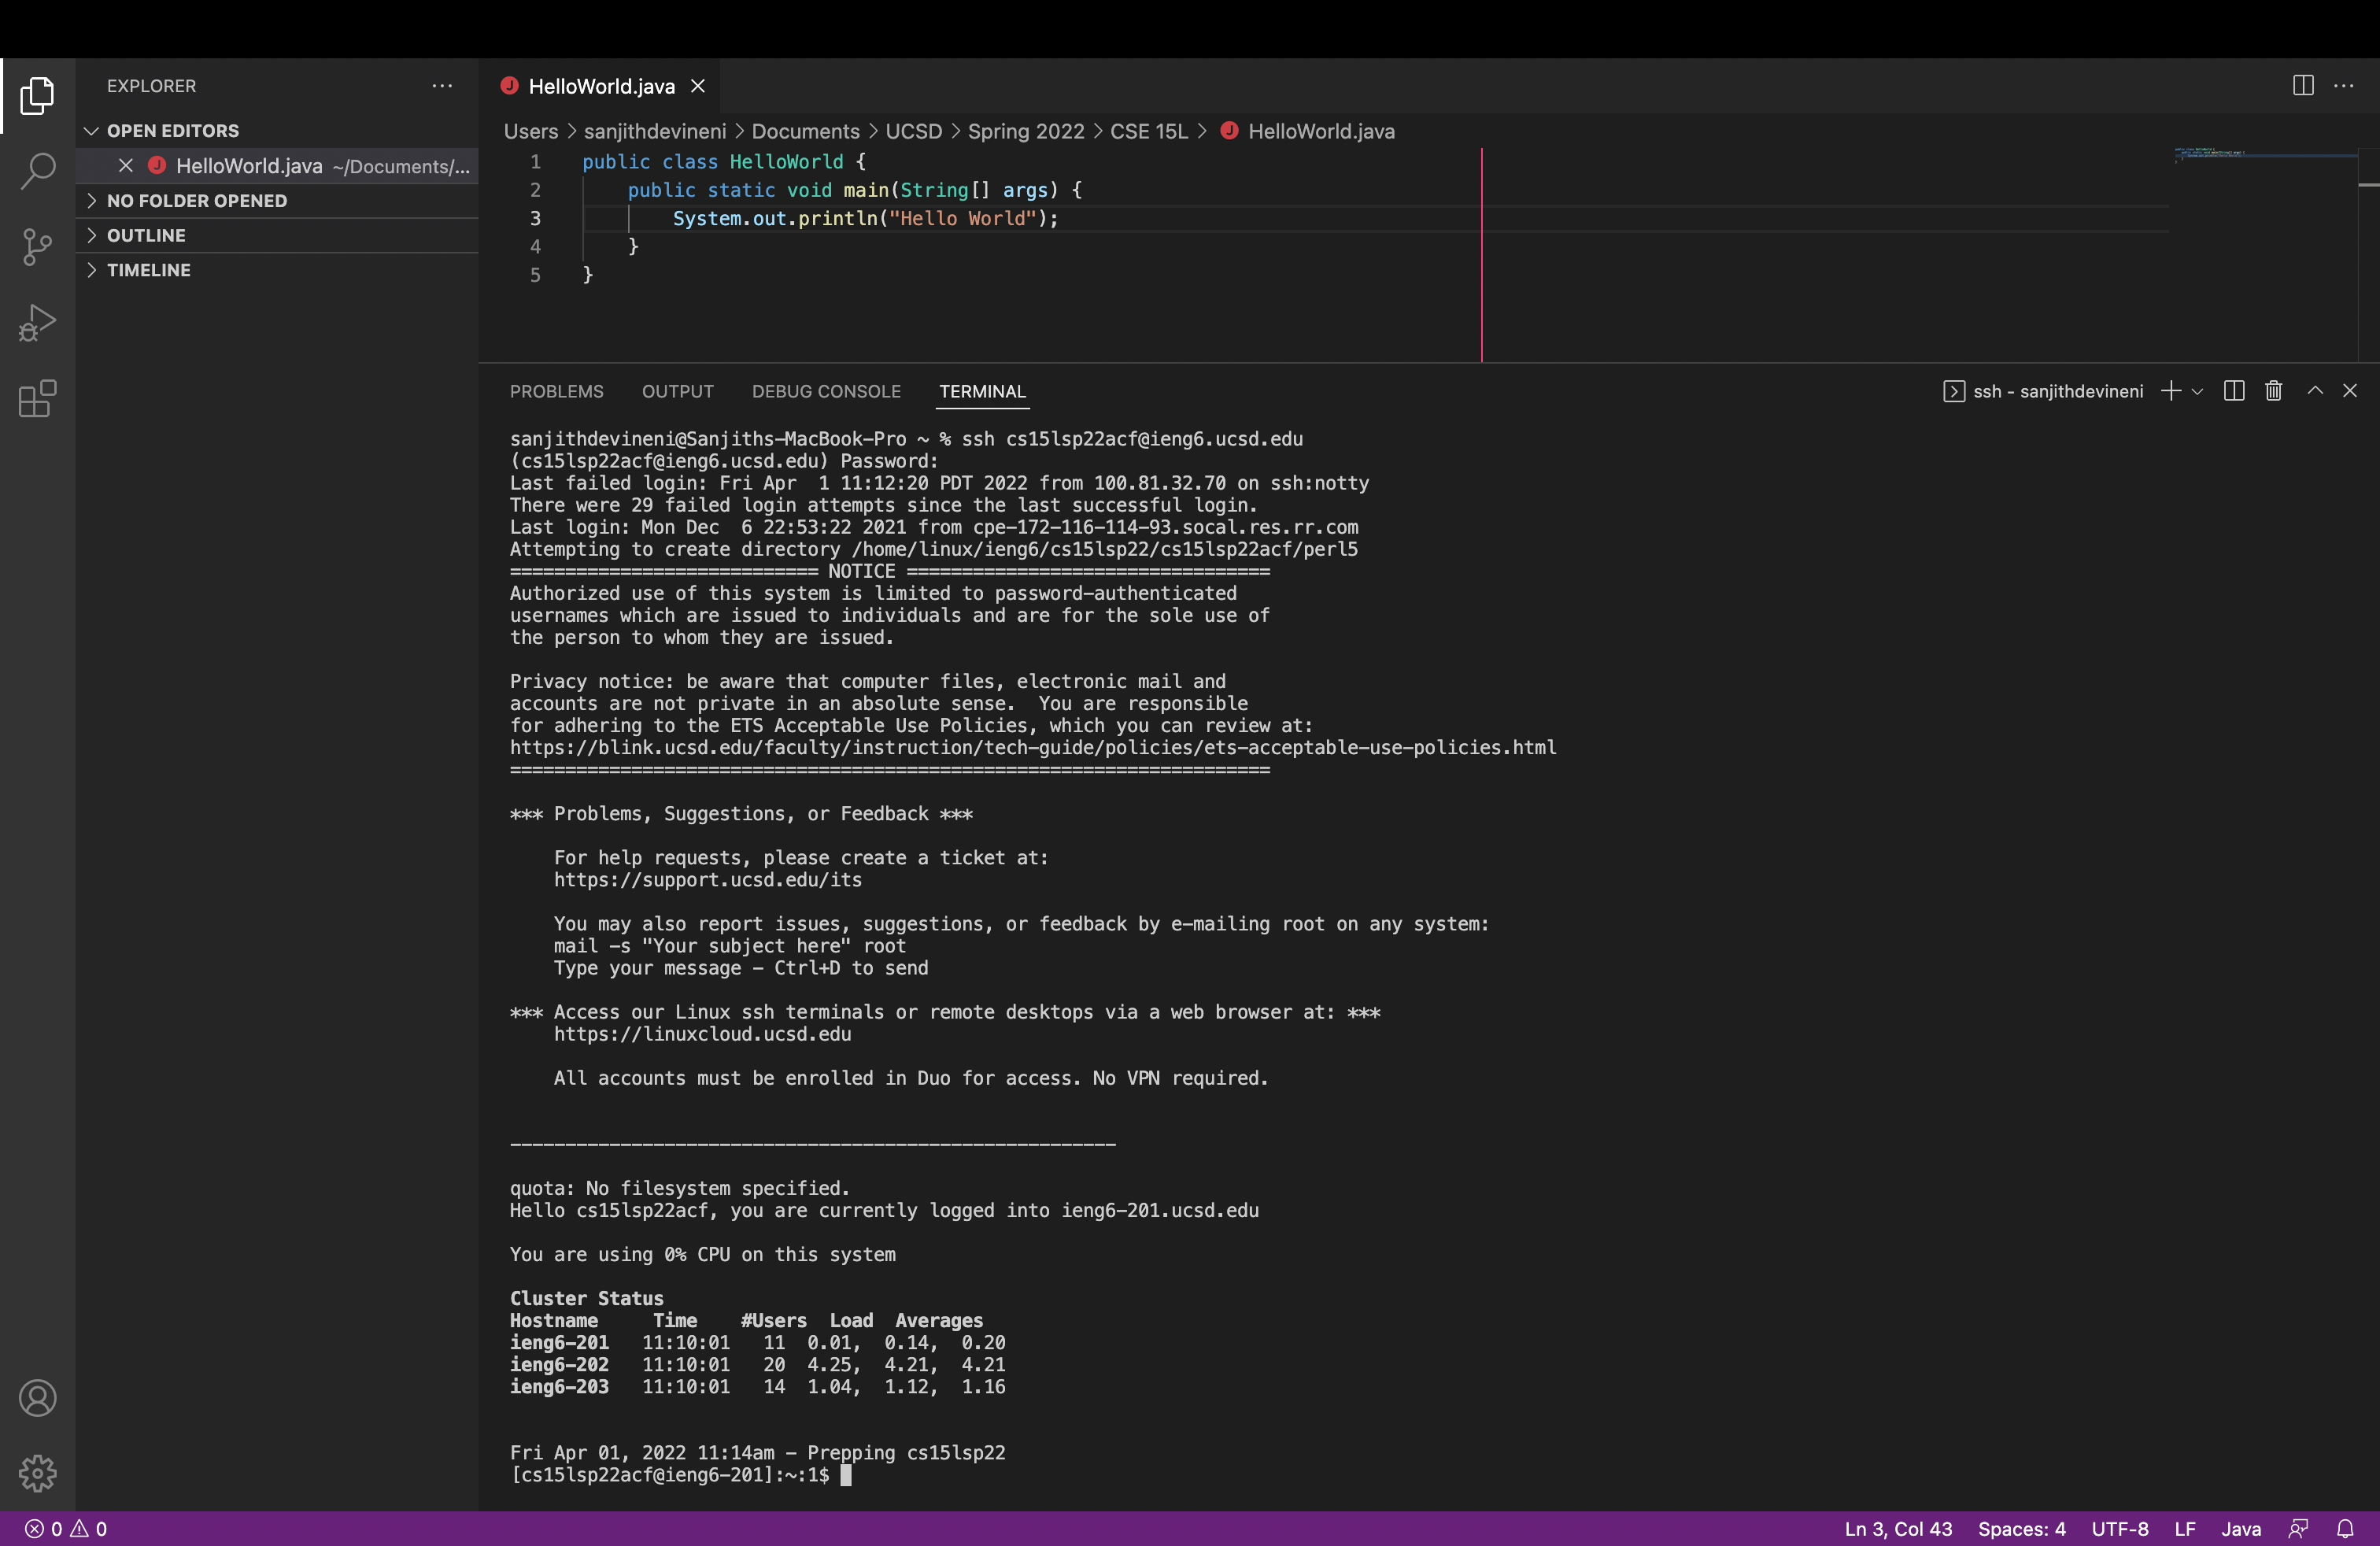 EXPLORER
OPEN EDITORS
HelloWorld.java ~/Documents/...
NO FOLDER OPENED
OUTLINE
TIMELINE
HelloWorld.java
Users > sanjithdevineni > Documents > UCSD > Spring 2022 > CSE 15L > HelloWorld.java
1 public class HelloWorld {
2 public static void main(String[] args) {
3 System.out.println("Hello World");
4 }
5 }
PROBLEMS OUTPUT DEBUG CONSOLE TERMINAL
ssh - sanjithdevineni
sanjithdevineni@Sanjiths-MacBook-Pro ~ % ssh cs15lsp22acf@ieng6.ucsd.edu
(cs15lsp22acf@ieng6.ucsd.edu) Password:
Last failed login: Fri Apr  1 11:12:20 PDT 2022 from 100.81.32.70 on ssh:notty
There were 29 failed login attempts since the last successful login.
Last login: Mon Dec  6 22:53:22 2021 from cpe-172-116-114-93.socal.res.rr.com
Attempting to create directory /home/linux/ieng6/cs15lsp22/cs15lsp22acf/perl5
============================ NOTICE =================================
Authorized use of this system is limited to password-authenticated
usernames which are issued to individuals and are for the sole use of
the person to whom they are issued.
Privacy notice: be aware that computer files, electronic mail and
accounts are not private in an absolute sense.  You are responsible
for adhering to the ETS Acceptable Use Policies, which you can review at:
https://blink.ucsd.edu/faculty/instruction/tech-guide/policies/ets-acceptable-use-policies.html
=====================================================================
*** Problems, Suggestions, or Feedback ***
For help requests, please create a ticket at:
https://support.ucsd.edu/its
You may also report issues, suggestions, or feedback by e-mailing root on any system:
mail -s "Your subject here" root
Type your message - Ctrl+D to send
*** Access our Linux ssh terminals or remote desktops via a web browser at: ***
https://linuxcloud.ucsd.edu
All accounts must be enrolled in Duo for access. No VPN required.
-------------------------------------------------------
quota: No filesystem specified.
Hello cs15lsp22acf, you are currently logged into ieng6-201.ucsd.edu
You are using 0% CPU on this system
Cluster Status
Hostname     Time    #Users  Load  Averages
ieng6-201   11:10:01   11  0.01,  0.14,  0.20
ieng6-202   11:10:01   20  4.25,  4.21,  4.21
ieng6-203   11:10:01   14  1.04,  1.12,  1.16
Fri Apr 01, 2022 11:14am - Prepping cs15lsp22
[cs15lsp22acf@ieng6-201]:~:1$
0 0 Ln 3, Col 43 Spaces: 4 UTF-8 LF Java